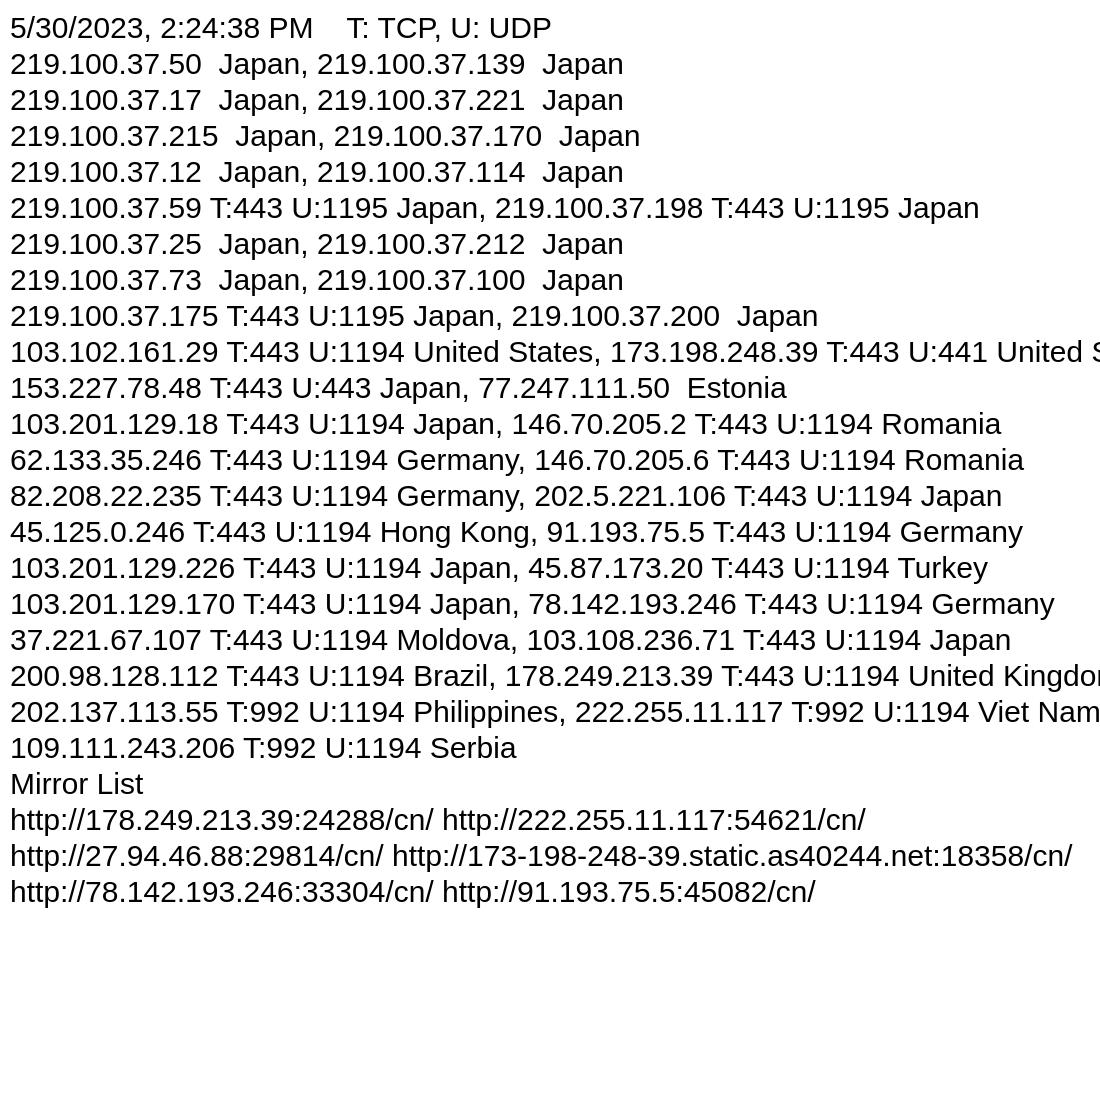 5/30/2023, 2:24:38 PM    T: TCP, U: UDP
219.100.37.50  Japan, 219.100.37.139  Japan
219.100.37.17  Japan, 219.100.37.221  Japan
219.100.37.215  Japan, 219.100.37.170  Japan
219.100.37.12  Japan, 219.100.37.114  Japan
219.100.37.59 T:443 U:1195 Japan, 219.100.37.198 T:443 U:1195 Japan
219.100.37.25  Japan, 219.100.37.212  Japan
219.100.37.73  Japan, 219.100.37.100  Japan
219.100.37.175 T:443 U:1195 Japan, 219.100.37.200  Japan
103.102.161.29 T:443 U:1194 United States, 173.198.248.39 T:443 U:441 United
153.227.78.48 T:443 U:443 Japan, 77.247.111.50  Estonia
103.201.129.18 T:443 U:1194 Japan, 146.70.205.2 T:443 U:1194 Romania
62.133.35.246 T:443 U:1194 Germany, 146.70.205.6 T:443 U:1194 Romania
82.208.22.235 T:443 U:1194 Germany, 202.5.221.106 T:443 U:1194 Japan
45.125.0.246 T:443 U:1194 Hong Kong, 91.193.75.5 T:443 U:1194 Germany
103.201.129.226 T:443 U:1194 Japan, 45.87.173.20 T:443 U:1194 Turkey
103.201.129.170 T:443 U:1194 Japan, 78.142.193.246 T:443 U:1194 Germany
37.221.67.107 T:443 U:1194 Moldova, 103.108.236.71 T:443 U:1194 Japan
200.98.128.112 T:443 U:1194 Brazil, 178.249.213.39 T:443 U:1194 United
202.137.113.55 T:992 U:1194 Philippines, 222.255.11.117 T:992 U:1194 Viet Nam
109.111.243.206 T:992 U:1194 Serbia
Mirror List
http://178.249.213.39:24288/cn/ http://222.255.11.117:54621/cn/
http://27.94.46.88:29814/cn/ http://173-198-248-39.static.as40244.net:18358/cn/
http://78.142.193.246:33304/cn/ http://91.193.75.5:45082/cn/